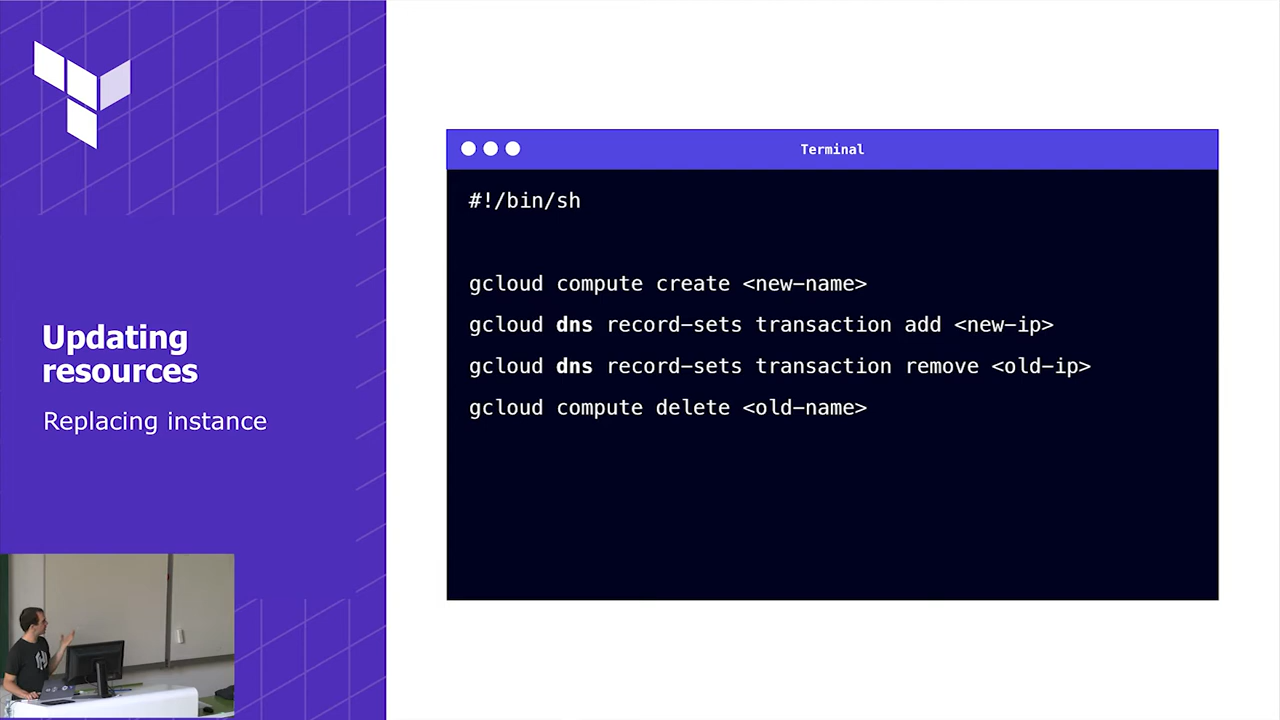 Updating
resources
Replacing instance
Terminal
#!/bin/sh
gcloud compute create <new-name>
gcloud dns record-sets transaction add <new-ip>
gcloud dns record-sets transaction remove <old-ip>
gcloud compute delete <old-name>